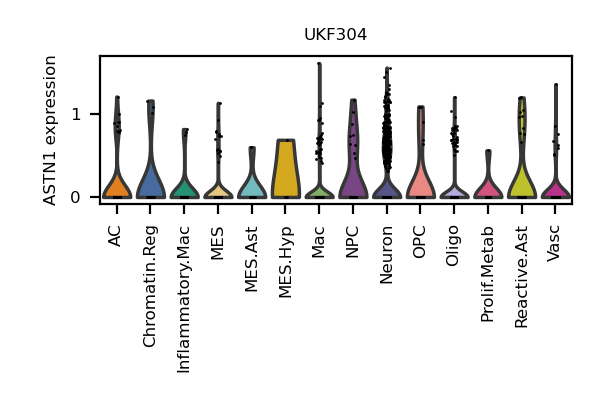 UKF304
ASTN1 expression
1
0
AC
Chromatin.Reg
Inflammatory.Mac
MES
MES.Ast
MES.Hyp
Mac
NPC
Neuron
OPC
Oligo
Prolif.Metab
Reactive.Ast
Vasc